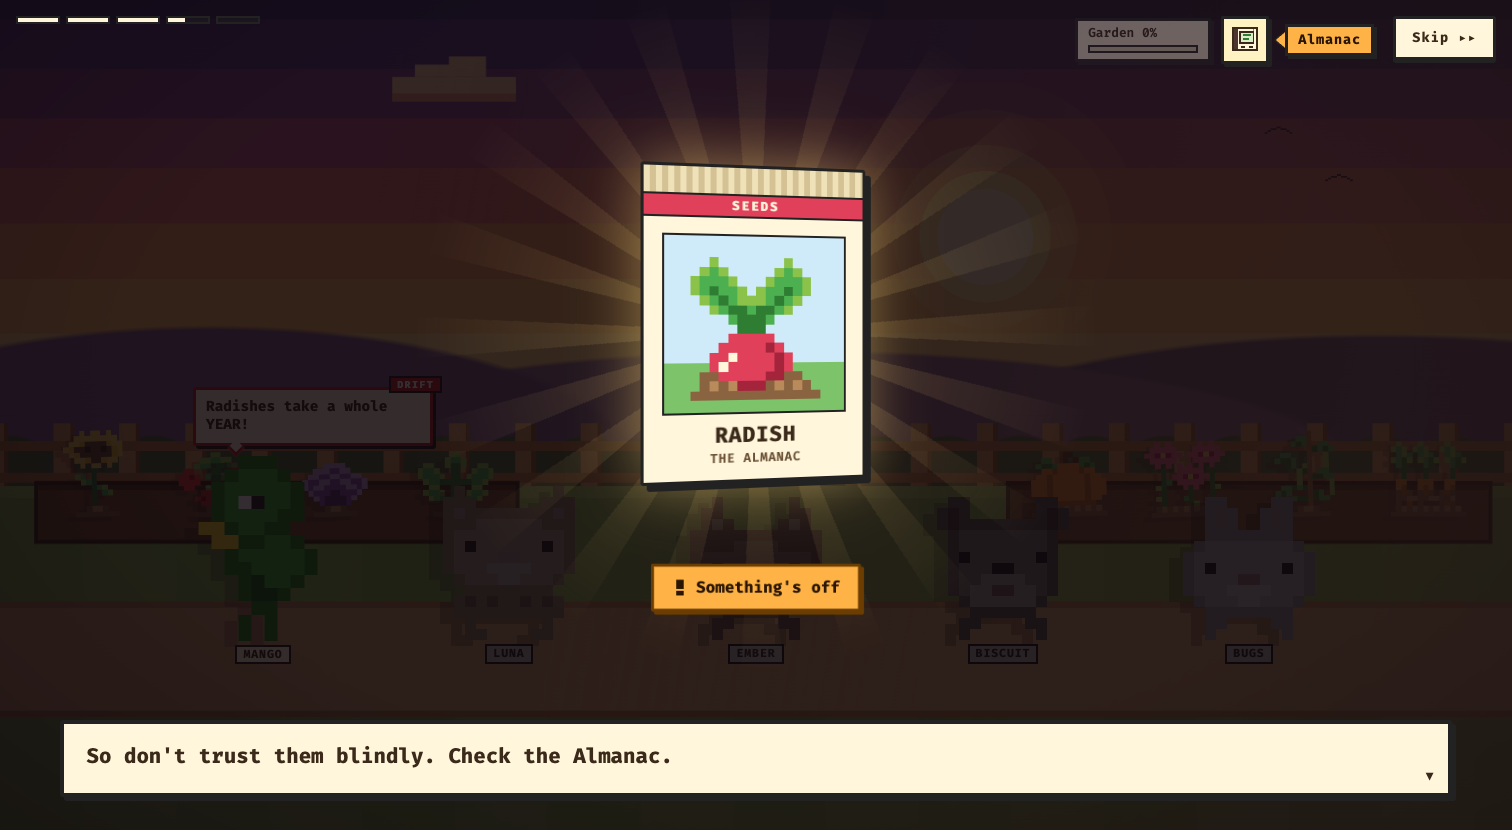 Garden 0%
Almanac
Skip ▸▸
SEEDS
RADISH
THE ALMANAC
DRIFT
Radishes take a whole
YEAR!
! Something's off
MANGO
LUNA
EMBER
BISCUIT
BUGS
So don't trust them blindly. Check the Almanac.